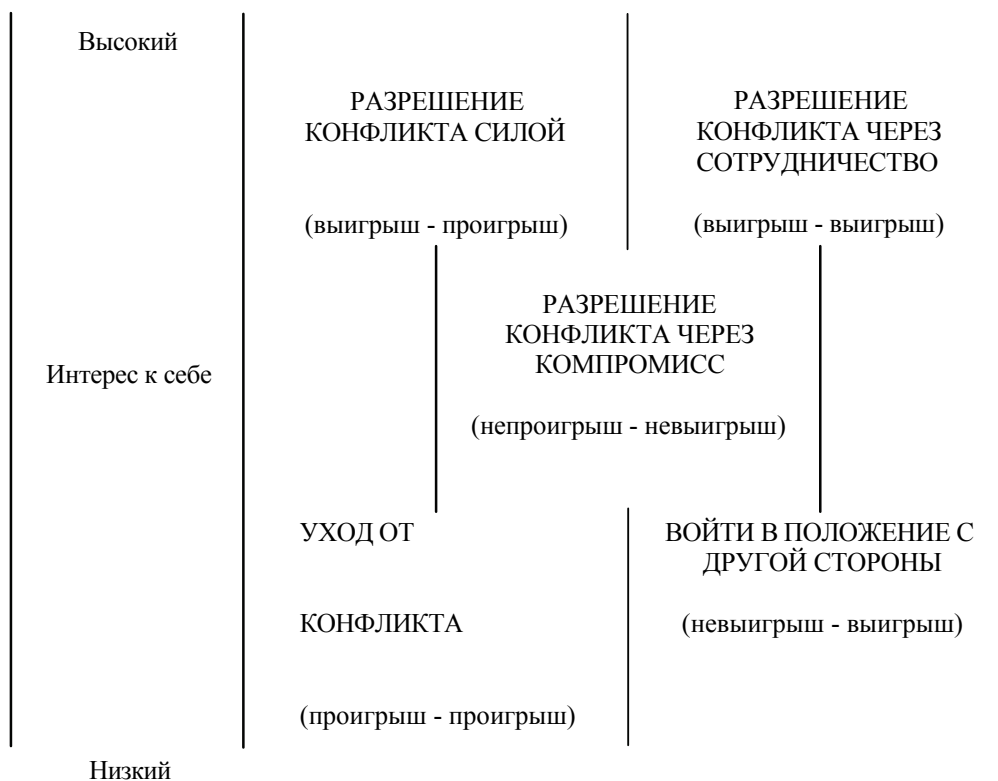 Высокий
РАЗРЕШЕНИЕ
КОНФЛИКТА СИЛОЙ
(выигрыш - проигрыш)
РАЗРЕШЕНИЕ
КОНФЛИКТА ЧЕРЕЗ
СОТРУДНИЧЕСТВО
(выигрыш - выигрыш)
РАЗРЕШЕНИЕ
КОНФЛИКТА ЧЕРЕЗ
КОМПРОМИСС
(непроигрыш - невыигрыш)
Интерес к себе
УХОД ОТ
КОНФЛИКТА
(проигрыш - проигрыш)
ВОЙТИ В ПОЛОЖЕНИЕ С
ДРУГОЙ СТОРОНЫ
(невыигрыш - выигрыш)
Низкий